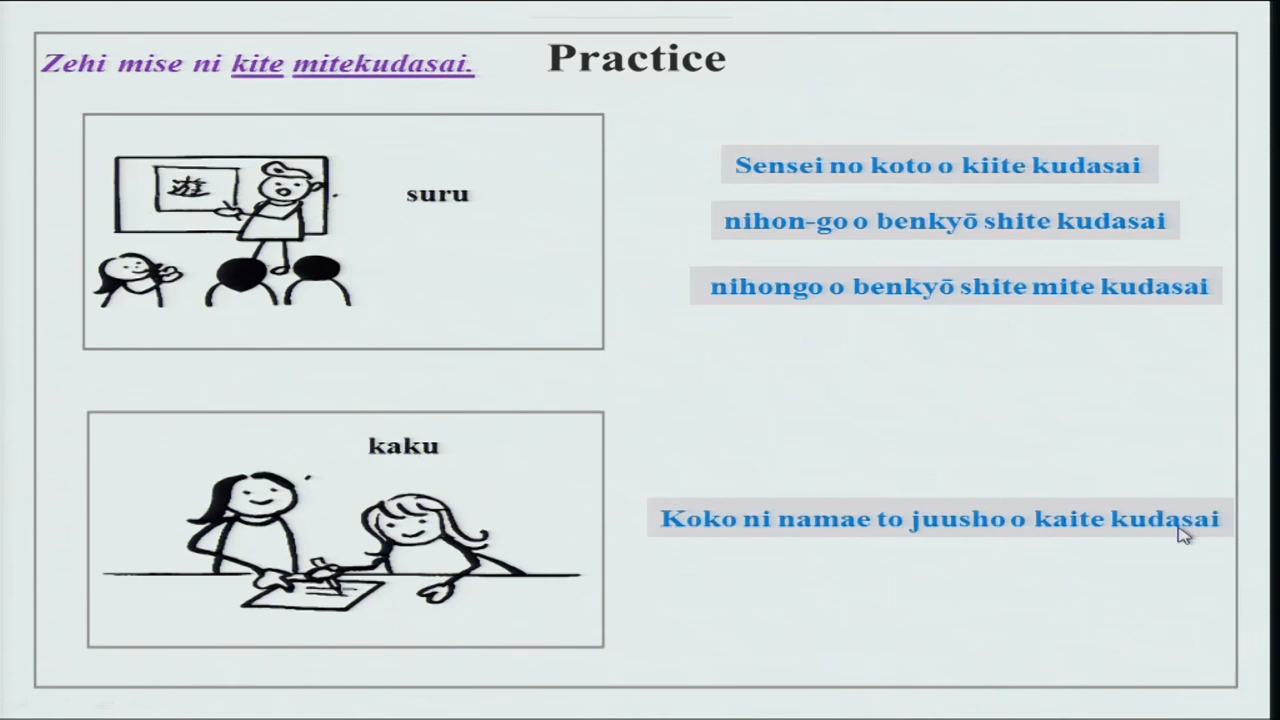 Zehi mise ni kite mitekudasai.
Practice
suru
遊
Sensei no koto o kiite kudasai
nihon-go o benkyō shite kudasai
nihongo o benkyō shite mite kudasai
kaku
Koko ni namae to juusho o kaite kudasai